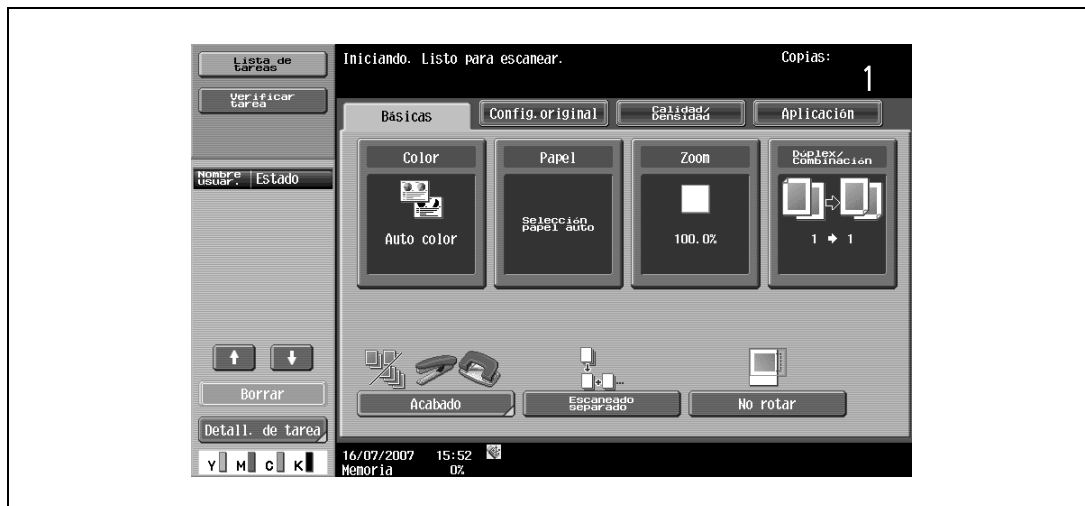 Lista de
tareas
Verificar
tarea
Nombre
usuar.
Estado
Borrar
Detall. de tarea
Y M C K
Iniciando. Listo para escanear.
Copias:
1
Básicas
Config.original
Calidad/
Densidad
Aplicación
Color
Auto color
Papel
Selección
papel auto
Zoom
100.0%
Dúplex/
Combinación
1 → 1
Acabado
Escaneado
separado
No rotar
16/07/2007 15:52
Memoria 0%